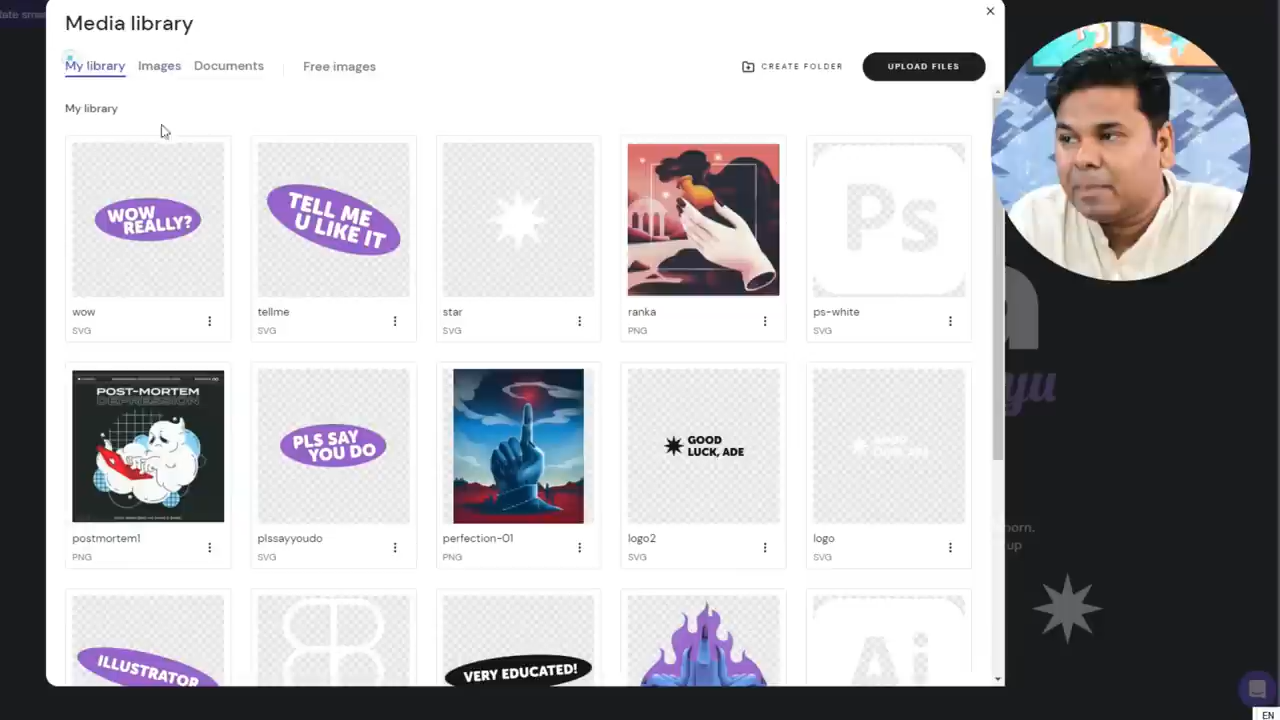 Media library
My library Images Documents Free images
CREATE FOLDER
UPLOAD FILES
My library
WOW
REALLY?
TELL ME
U LIKE IT
Ps
wow
SVG
tellme
SVG
star
SVG
ranka
PNG
ps-white
SVG
POST-MORTEM
DEPRESSION
PLS SAY
YOU DO
GOOD
LUCK, ADE
postmortem1
PNG
plssayyoudo
SVG
perfection-01
PNG
logo2
SVG
logo
SVG
ILLUSTRATOR
VERY EDUCATED!
Ai
up
EN